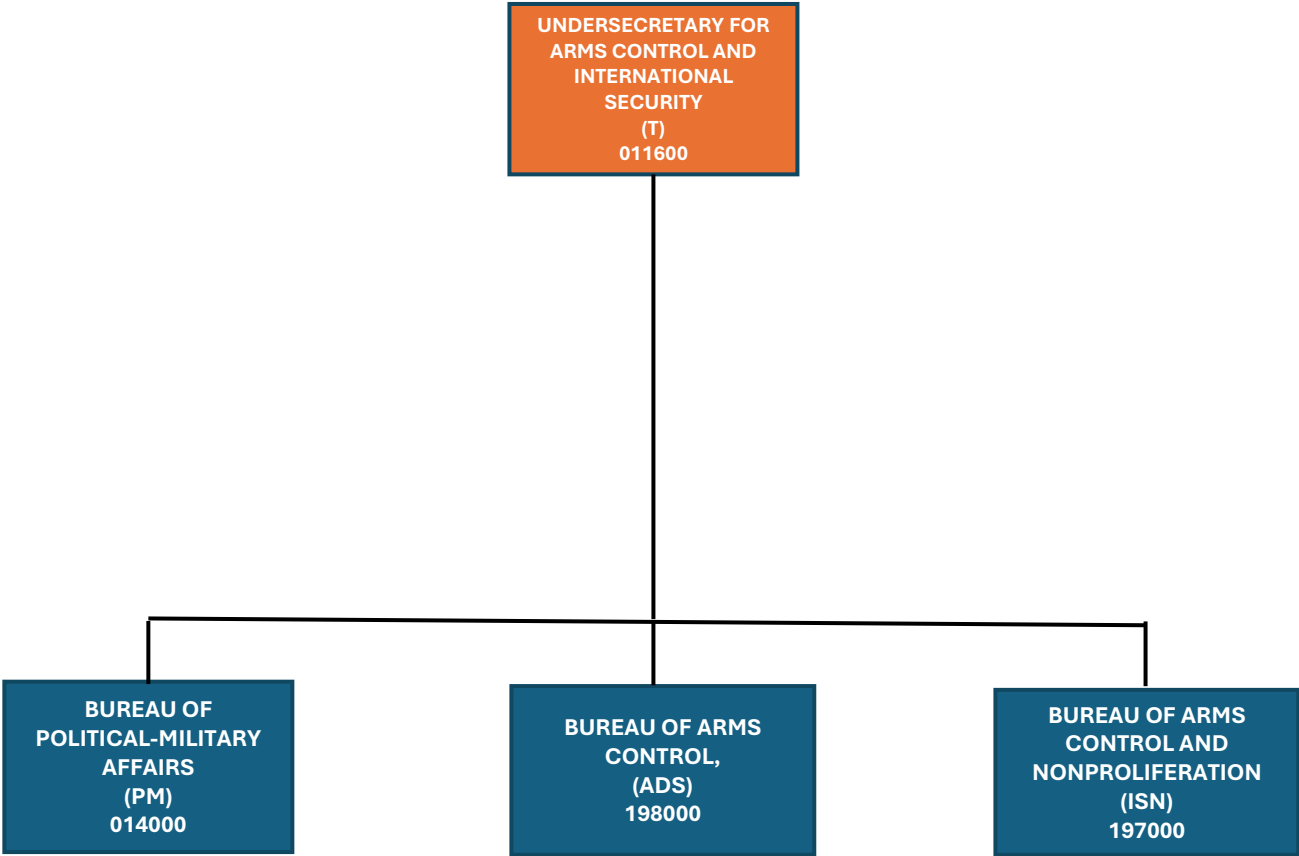 UNDERSECRETARY FOR
ARMS CONTROL AND
INTERNATIONAL
SECURITY
(T)
011600
BUREAU OF
POLITICAL-MILITARY
AFFAIRS
(PM)
014000
BUREAU OF ARMS
CONTROL,
(ADS)
198000
BUREAU OF ARMS
CONTROL AND
NONPROLIFERATION
(ISN)
197000